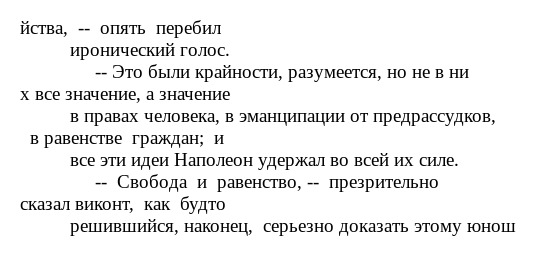 йства,  --  опять  перебил
иронический голос.
-- Это были крайности, разумеется, но не в ни
х все значение, а значение
в правах человека, в эманципации от предрассудков,
в равенстве  граждан;  и
все эти идеи Наполеон удержал во всей их силе.
--  Свобода  и  равенство, --  презрительно
сказал виконт,  как  будто
решившийся, наконец,  серьезно доказать этому юнош